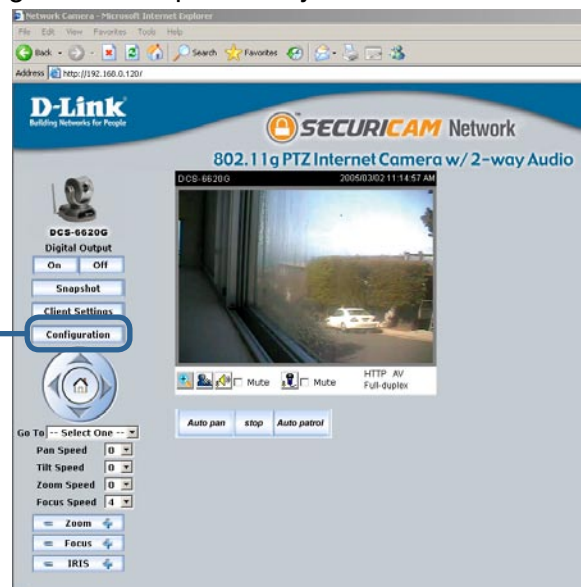 Network Camera - Microsoft Internet Explorer
File Edit View Favorites Tools Help
Back Search Favorites
Address http://192.168.0.120/
D-Link
Building Networks for People
SECURICAM Network
802.11g PTZ Internet Camera w/ 2-way Audio
DCS-6620G 2005/03/02 11:14:57 AM
DCS-6620G
Digital Output
On Off
Snapshot
Client Settings
Configuration
Mute Mute HTTP AV
Full-duplex
Auto pan stop Auto patrol
Go To -- Select One --
Pan Speed 0
Tilt Speed 0
Zoom Speed 0
Focus Speed 4
Zoom
Focus
IRIS